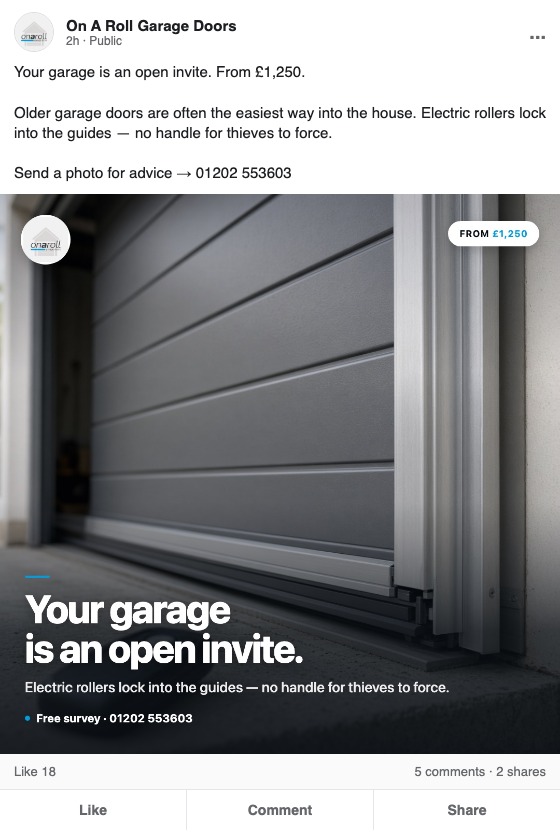 onaroll
On A Roll Garage Doors
2h · Public
...
Your garage is an open invite. From £1,250.
Older garage doors are often the easiest way into the house. Electric rollers lock
into the guides — no handle for thieves to force.
Send a photo for advice → 01202 553603
onaroll
FROM £1,250
Your garage
is an open invite.
Electric rollers lock into the guides — no handle for thieves to force.
Free survey · 01202 553603
Like 18
5 comments · 2 shares
Like
Comment
Share